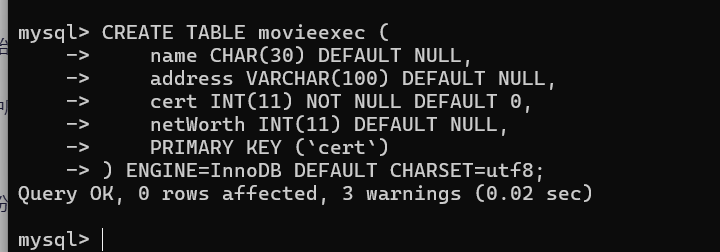 mysql> CREATE TABLE movieexec (
    -> name CHAR(30) DEFAULT NULL,
    -> address VARCHAR(100) DEFAULT NULL,
    -> cert INT(11) NOT NULL DEFAULT 0,
    -> netWorth INT(11) DEFAULT NULL,
    -> PRIMARY KEY (`cert`)
    -> ) ENGINE=InnoDB DEFAULT CHARSET=utf8;
Query OK, 0 rows affected, 3 warnings (0.02 sec)
mysql>